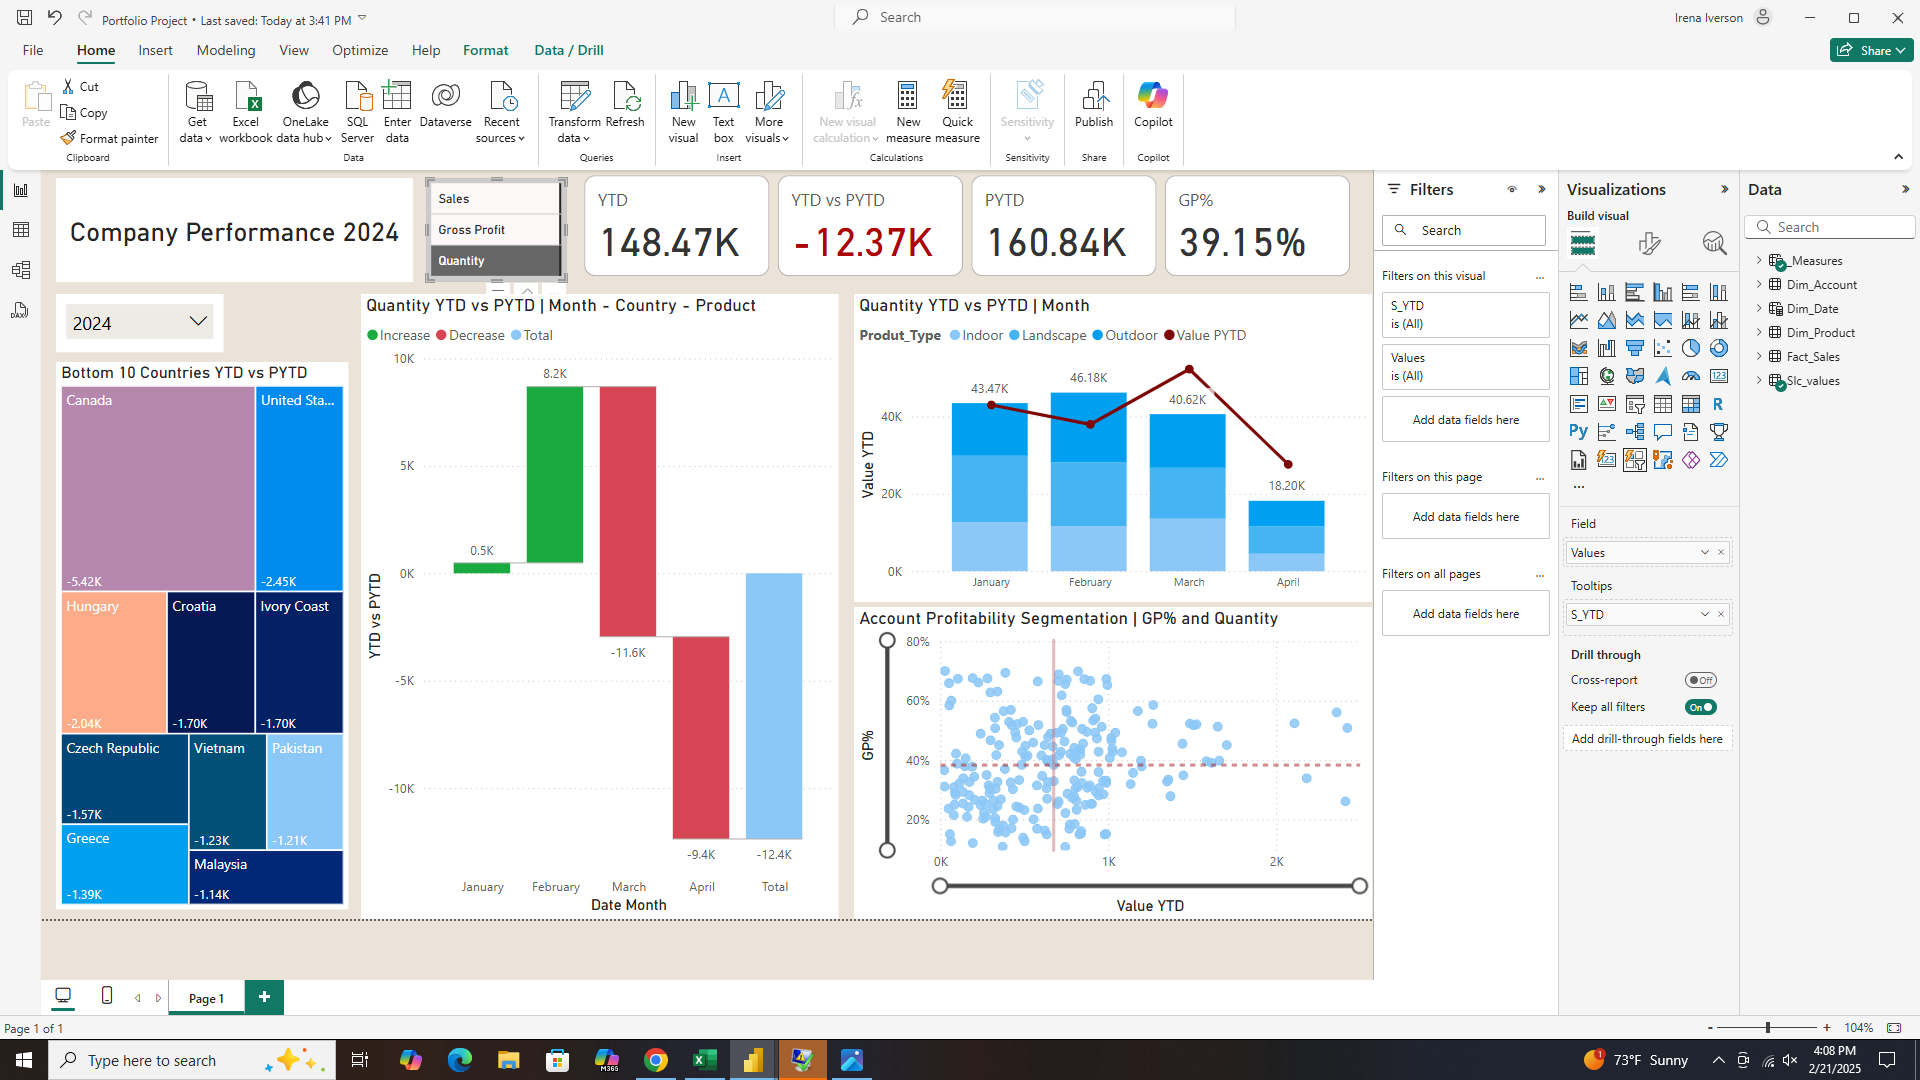 Portfolio Project • Last saved: Today at 3:41 PM
Search
Irena Iverson
File
Home
Insert
Modeling
View
Optimize
Help
Format
Data / Drill
Share
Paste
Cut
Copy
Format painter
Clipboard
Get data
Excel workbook
OneLake data hub
SQL Server
Enter data
Dataverse
Recent sources
Data
Transform data
Refresh
Queries
New visual
Text box
More visuals
Insert
New visual calculation
New measure
Quick measure
Calculations
Sensitivity
Sensitivity
Publish
Share
Copilot
Copilot
Company Performance 2024
Sales
Gross Profit
Quantity
YTD
148.47K
YTD vs PYTD
-12.37K
PYTD
160.84K
GP%
39.15%
2024
Bottom 10 Countries YTD vs PYTD
Canada
-5.42K
United Sta...
-2.45K
Hungary
-2.04K
Croatia
-1.70K
Ivory Coast
-1.70K
Czech Republic
-1.57K
Vietnam
-1.23K
Pakistan
-1.21K
Greece
-1.39K
Malaysia
-1.14K
Quantity YTD vs PYTD | Month - Country - Product
Increase Decrease Total
YTD vs PYTD
10K
5K
0K
-5K
-10K
0.5K
8.2K
-11.6K
-9.4K
-12.4K
January February March April Total
Date Month
Quantity YTD vs PYTD | Month
Produt_Type Indoor Landscape Outdoor Value PYTD
Value YTD
40K
20K
0K
43.47K
46.18K
40.62K
18.20K
January February March April
Account Profitability Segmentation | GP% and Quantity
GP%
80%
60%
40%
20%
0K 1K 2K
Value YTD
Filters
Search
Filters on this visual ...
S_YTD
is (All)
Values
is (All)
Add data fields here
Filters on this page ...
Add data fields here
Filters on all pages ...
Add data fields here
Visualizations
Build visual
123
R
Py
123
...
Field
Values
Tooltips
S_YTD
Drill through
Cross-report Off
Keep all filters On
Add drill-through fields here
Data
Search
_Measures
Dim_Account
Dim_Date
Dim_Product
Fact_Sales
Slc_values
DAX
Page 1
+
Page 1 of 1
- + 104%
Type here to search
M365
1
73°F Sunny
4:08 PM
2/21/2025